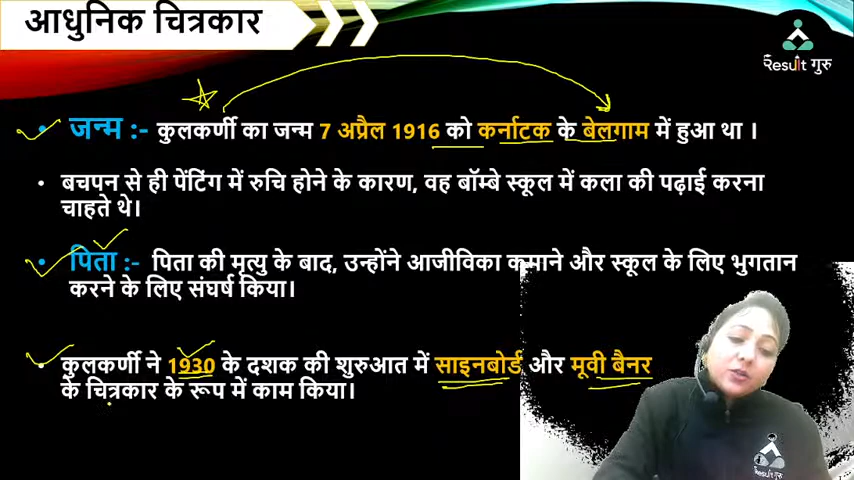 आधुनिक चित्रकार
Result गुरु
• जन्म :- कुलकर्णी का जन्म 7 अप्रैल 1916 को कर्नाटक के बेलगाम में हुआ था ।
• बचपन से ही पेंटिंग में रुचि होने के कारण, वह बॉम्बे स्कूल में कला की पढ़ाई करना
चाहते थे।
• पिता :- पिता की मृत्यु के बाद, उन्होंने आजीविका कमाने और स्कूल के लिए भुगतान
करने के लिए संघर्ष किया।
• कुलकर्णी ने 1930 के दशक की शुरुआत में साइनबोर्ड और मूवी बैनर
के चित्रकार के रूप में काम किया।
Result गुरु